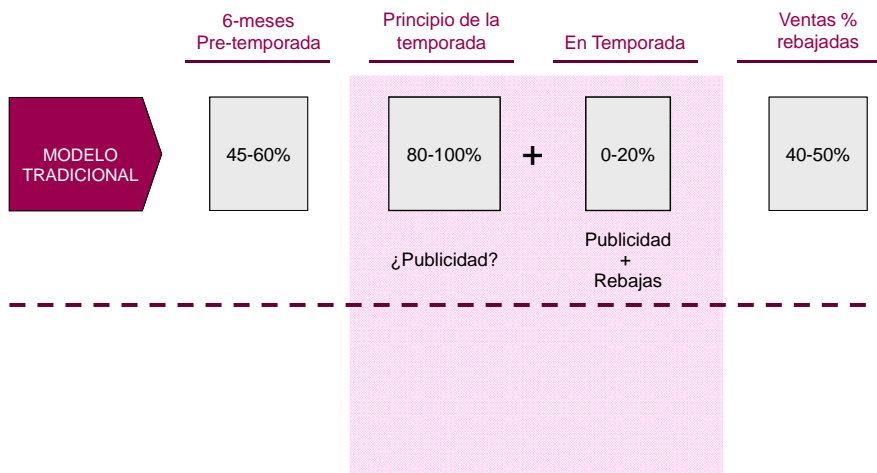 6-meses
Pre-temporada
Principio de la
temporada
En Temporada
Ventas %
rebajadas
MODELO
TRADICIONAL
45-60%
80-100%
+
0-20%
40-50%
¿Publicidad?
Publicidad
+
Rebajas